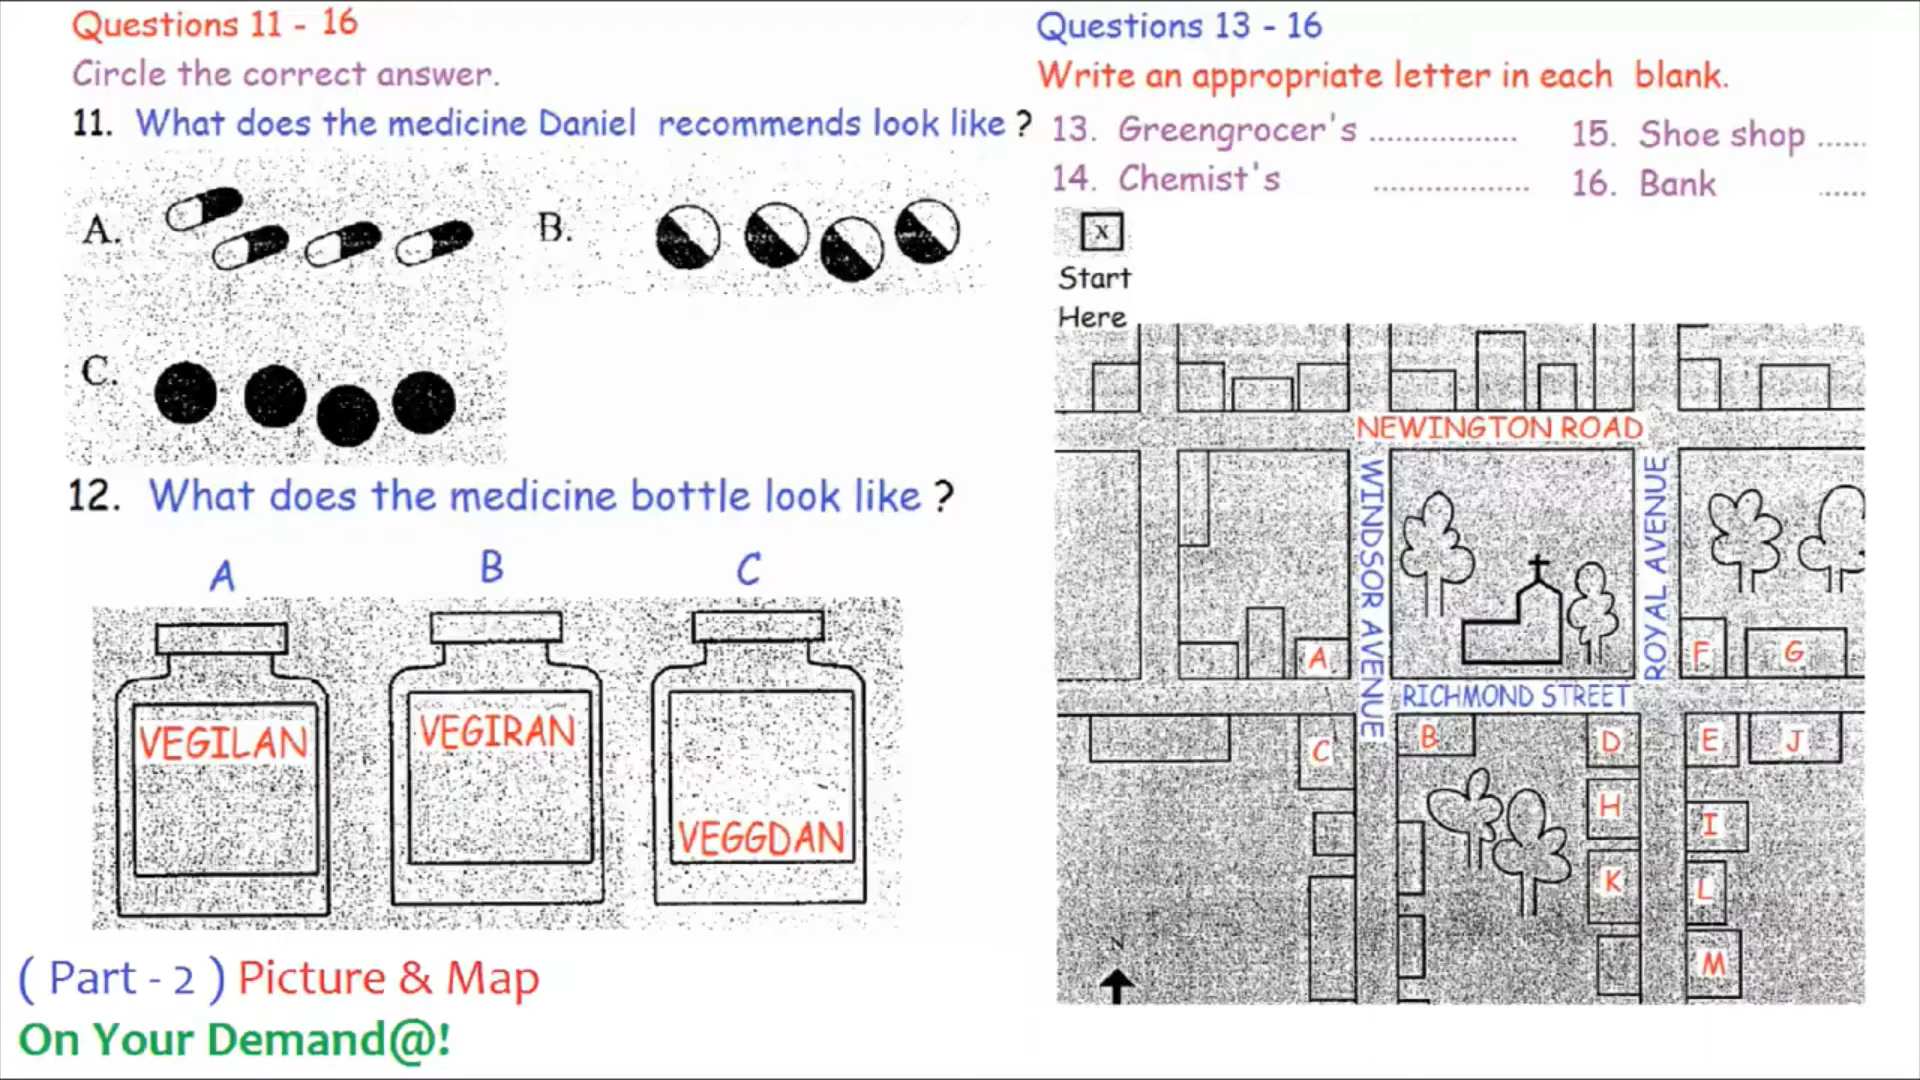 Questions 11 - 16
Circle the correct answer.
11. What does the medicine Daniel recommends look like ?
A.
B.
C.
12. What does the medicine bottle look like ?
A
B
C
VEGILAN
VEGIRAN
VEGGDAN
( Part - 2 ) Picture & Map
On Your Demand@!
Questions 13 - 16
Write an appropriate letter in each blank.
13. Greengrocer's ................
15. Shoe shop ......
14. Chemist's .................
16. Bank ......
x
Start
Here
NEWINGTON ROAD
WINDSOR AVENUE
ROYAL AVENUE
A
F
G
RICHMOND STREET
C
B
D
E
J
H
I
K
L
M
N